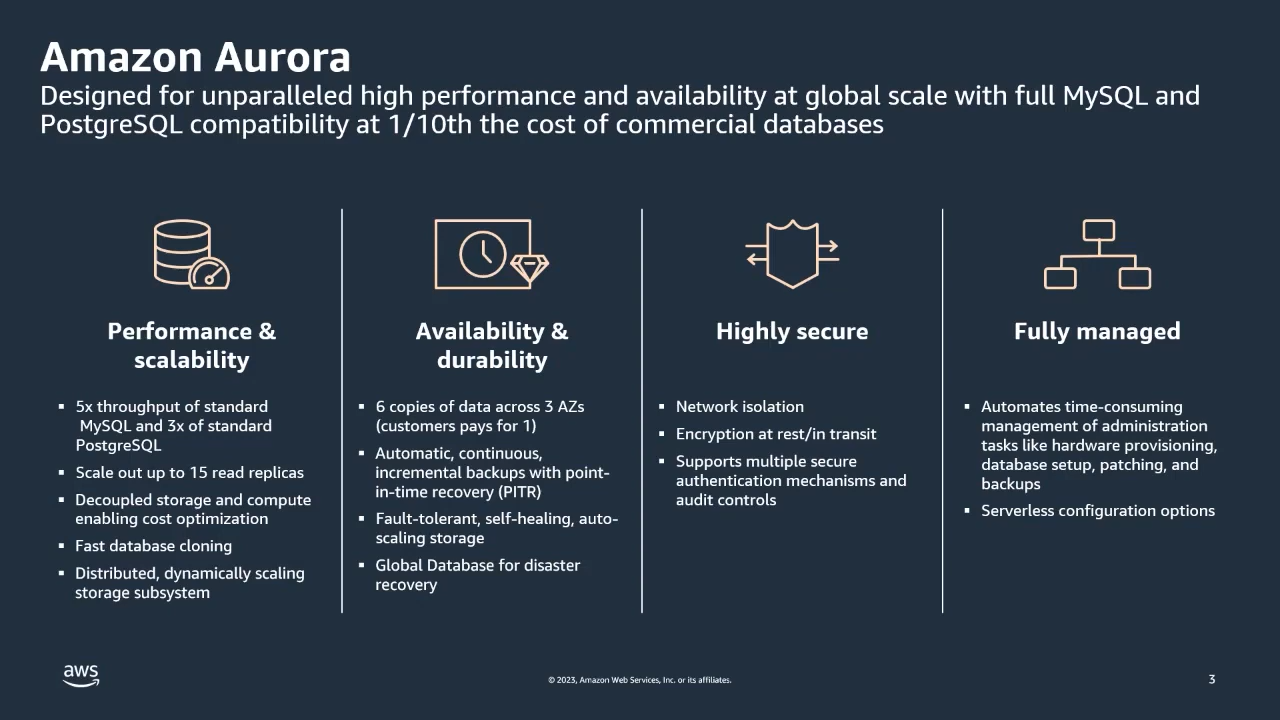 Amazon Aurora
Designed for unparalleled high performance and availability at global scale with full MySQL and
PostgreSQL compatibility at 1/10th the cost of commercial databases
Performance &
scalability
▪ 5x throughput of standard
MySQL and 3x of standard
PostgreSQL
▪ Scale out up to 15 read replicas
▪ Decoupled storage and compute
enabling cost optimization
▪ Fast database cloning
▪ Distributed, dynamically scaling
storage subsystem
Availability &
durability
▪ 6 copies of data across 3 AZs
(customers pays for 1)
▪ Automatic, continuous,
incremental backups with point-
in-time recovery (PITR)
▪ Fault-tolerant, self-healing, auto-
scaling storage
▪ Global Database for disaster
recovery
Highly secure
▪ Network isolation
▪ Encryption at rest/in transit
▪ Supports multiple secure
authentication mechanisms and
audit controls
Fully managed
▪ Automates time-consuming
management of administration
tasks like hardware provisioning,
database setup, patching, and
backups
▪ Serverless configuration options
aws
© 2023, Amazon Web Services, Inc. or its affiliates.
3